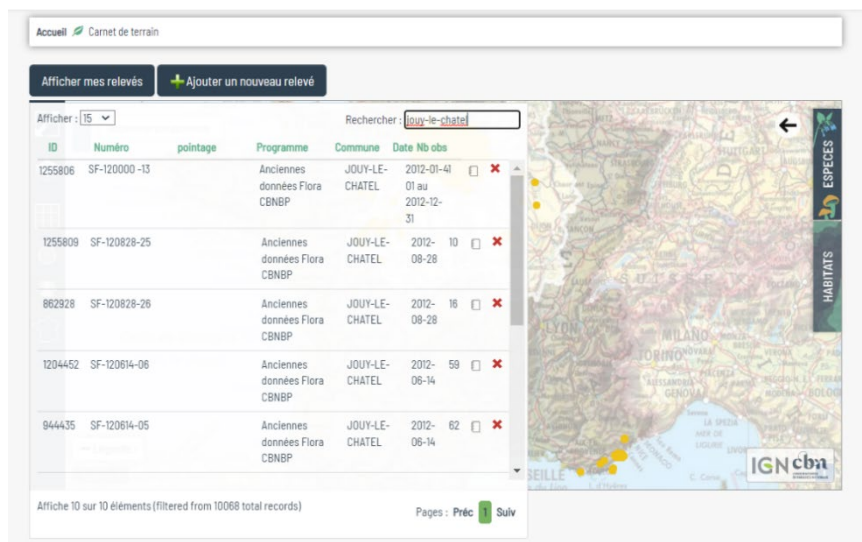 Accueil Carnet de terrain
Afficher mes relevés
Ajouter un nouveau relevé
Afficher : 15
Rechercher : jouy-le-chatel
ID Numéro pointage Programme Commune Date Nb obs
1255806 SF-120000 -13 Anciennes JOUY-LE- 2012-01- 41
données Flora CHATEL 01 au
CBNBP 2012-12-
31
1255809 SF-120828-25 Anciennes JOUY-LE- 2012- 10
données Flora CHATEL 08-28
CBNBP
862928 SF-120828-26 Anciennes JOUY-LE- 2012- 16
données Flora CHATEL 08-28
CBNBP
1204452 SF-120614-06 Anciennes JOUY-LE- 2012- 59
données Flora CHATEL 06-14
CBNBP
944435 SF-120614-05 Anciennes JOUY-LE- 2012- 62
données Flora CHATEL 06-14
CBNBP
Affiche 10 sur 10 éléments (filtered from 10068 total records)
Pages : Préc 1 Suiv
ESPECES
HABITATS
LYON
MILANO
TORINO
GENOVA
SUISSE
IGN cbn